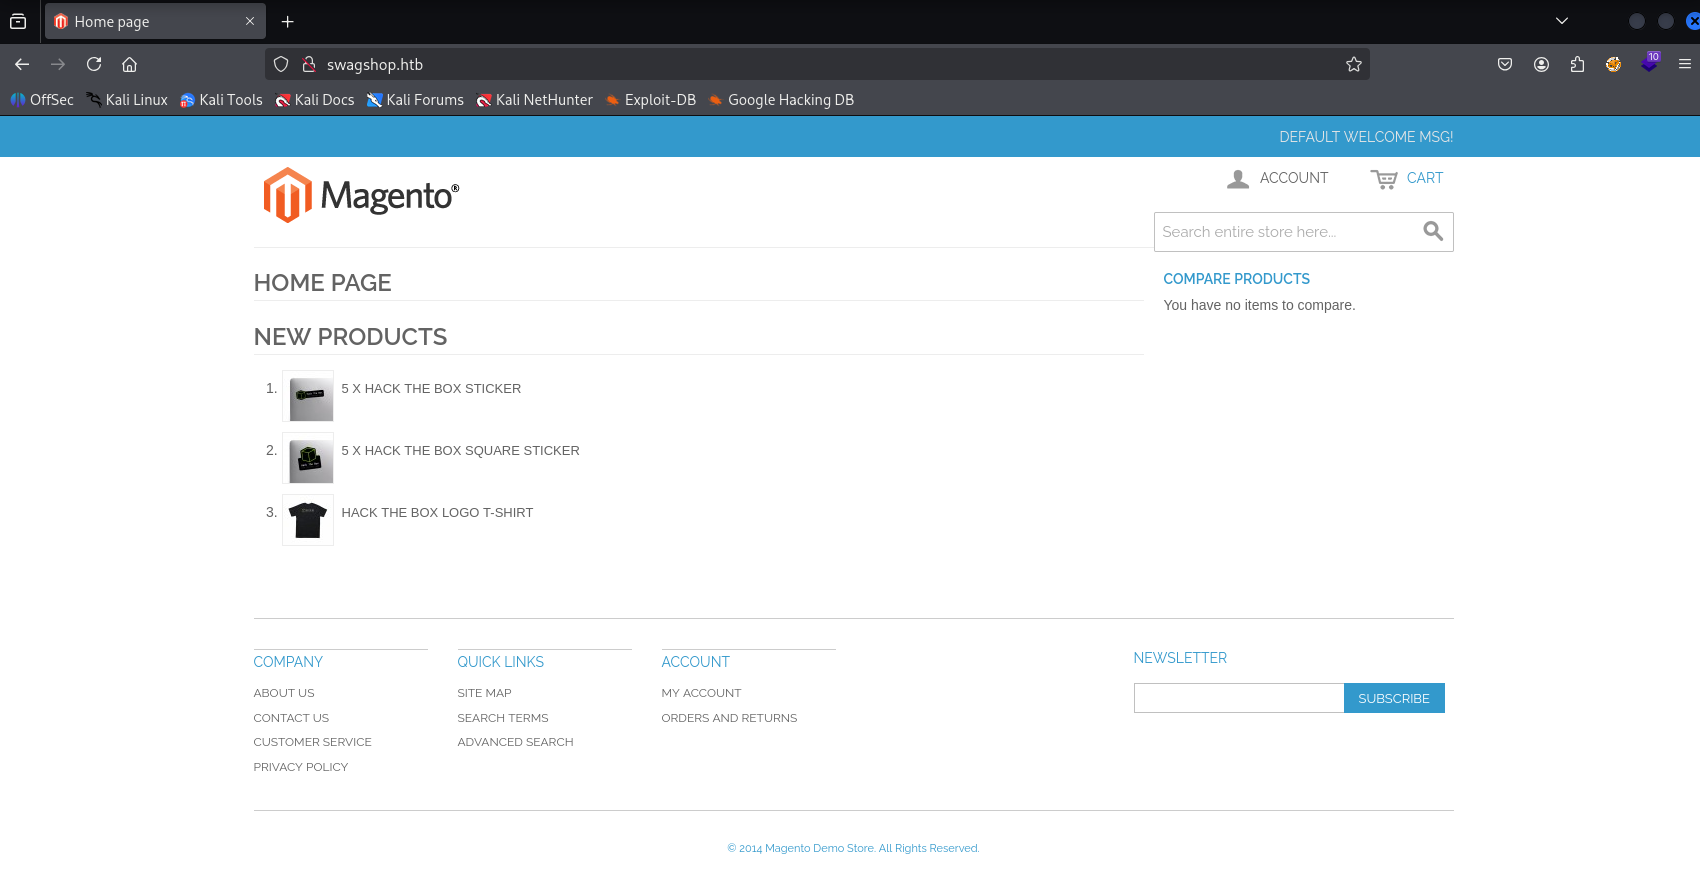 Home page
10
swagshop.htb
OffSec Kali Linux Kali Tools Kali Docs Kali Forums Kali NetHunter Exploit-DB Google Hacking DB
DEFAULT WELCOME MSG!
Magento®
ACCOUNT CART
Search entire store here...
HOME PAGE
COMPARE PRODUCTS
You have no items to compare.
NEW PRODUCTS
1. 5 X HACK THE BOX STICKER
2. 5 X HACK THE BOX SQUARE STICKER
3. HACK THE BOX LOGO T-SHIRT
COMPANY
ABOUT US
CONTACT US
CUSTOMER SERVICE
PRIVACY POLICY
QUICK LINKS
SITE MAP
SEARCH TERMS
ADVANCED SEARCH
ACCOUNT
MY ACCOUNT
ORDERS AND RETURNS
NEWSLETTER
SUBSCRIBE
© 2014 Magento Demo Store. All Rights Reserved.